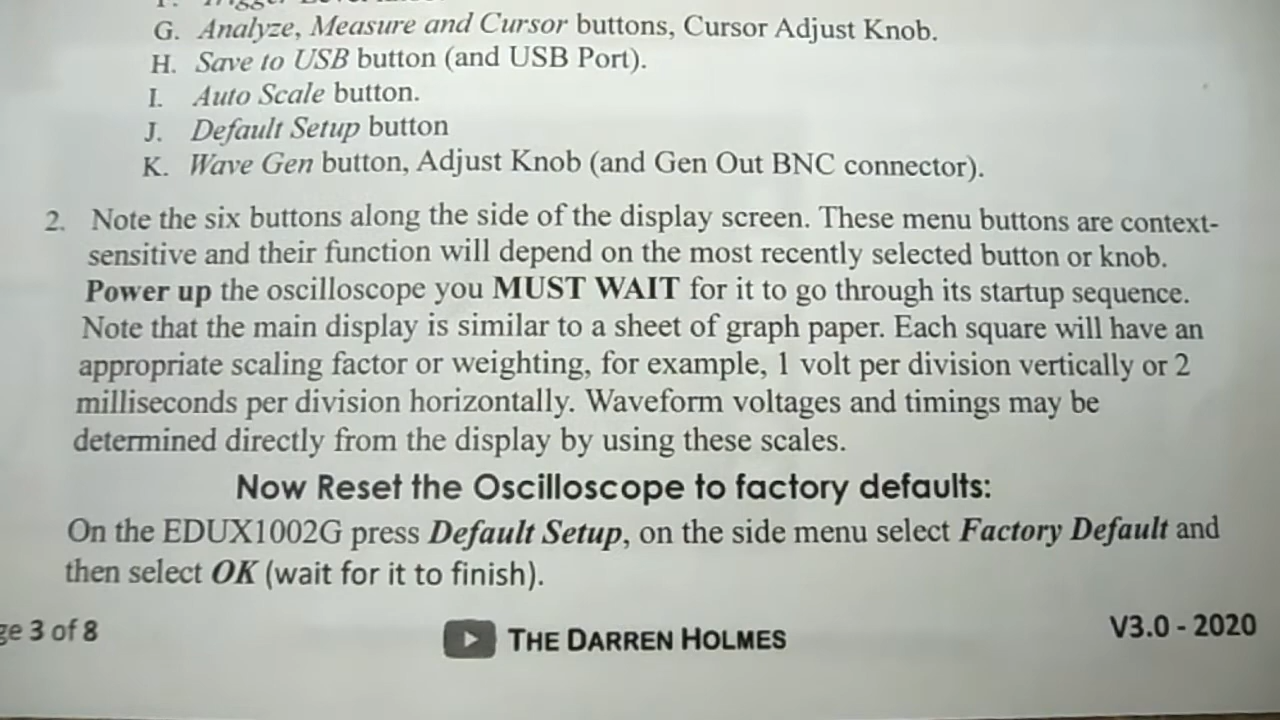 G. Analyze, Measure and Cursor buttons, Cursor Adjust Knob.
H. Save to USB button (and USB Port).
I. Auto Scale button.
J. Default Setup button
K. Wave Gen button, Adjust Knob (and Gen Out BNC connector).
2. Note the six buttons along the side of the display screen. These menu buttons are context-
sensitive and their function will depend on the most recently selected button or knob.
Power up the oscilloscope you MUST WAIT for it to go through its startup sequence.
Note that the main display is similar to a sheet of graph paper. Each square will have an
appropriate scaling factor or weighting, for example, 1 volt per division vertically or 2
milliseconds per division horizontally. Waveform voltages and timings may be
determined directly from the display by using these scales.
Now Reset the Oscilloscope to factory defaults:
On the EDUX1002G press Default Setup, on the side menu select Factory Default and
then select OK (wait for it to finish).
ge 3 of 8
THE DARREN HOLMES
V3.0 - 2020